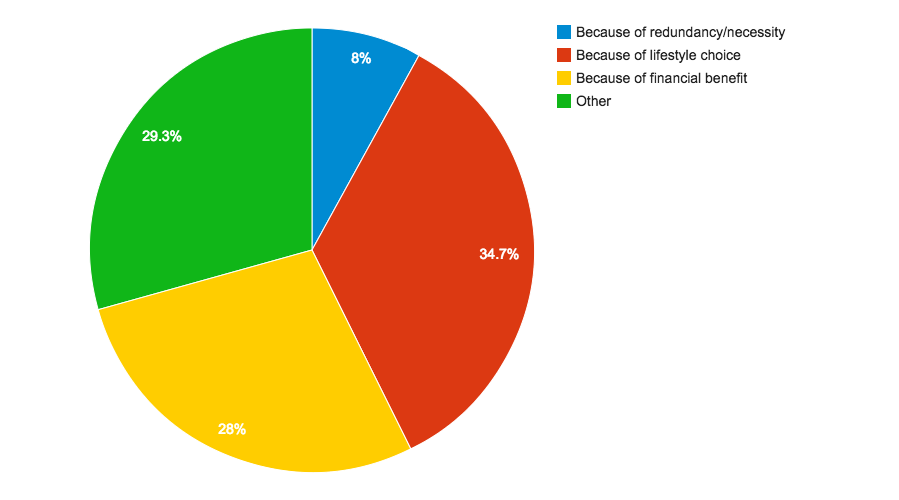 8%
34.7%
28%
29.3%
Because of redundancy/necessity
Because of lifestyle choice
Because of financial benefit
Other